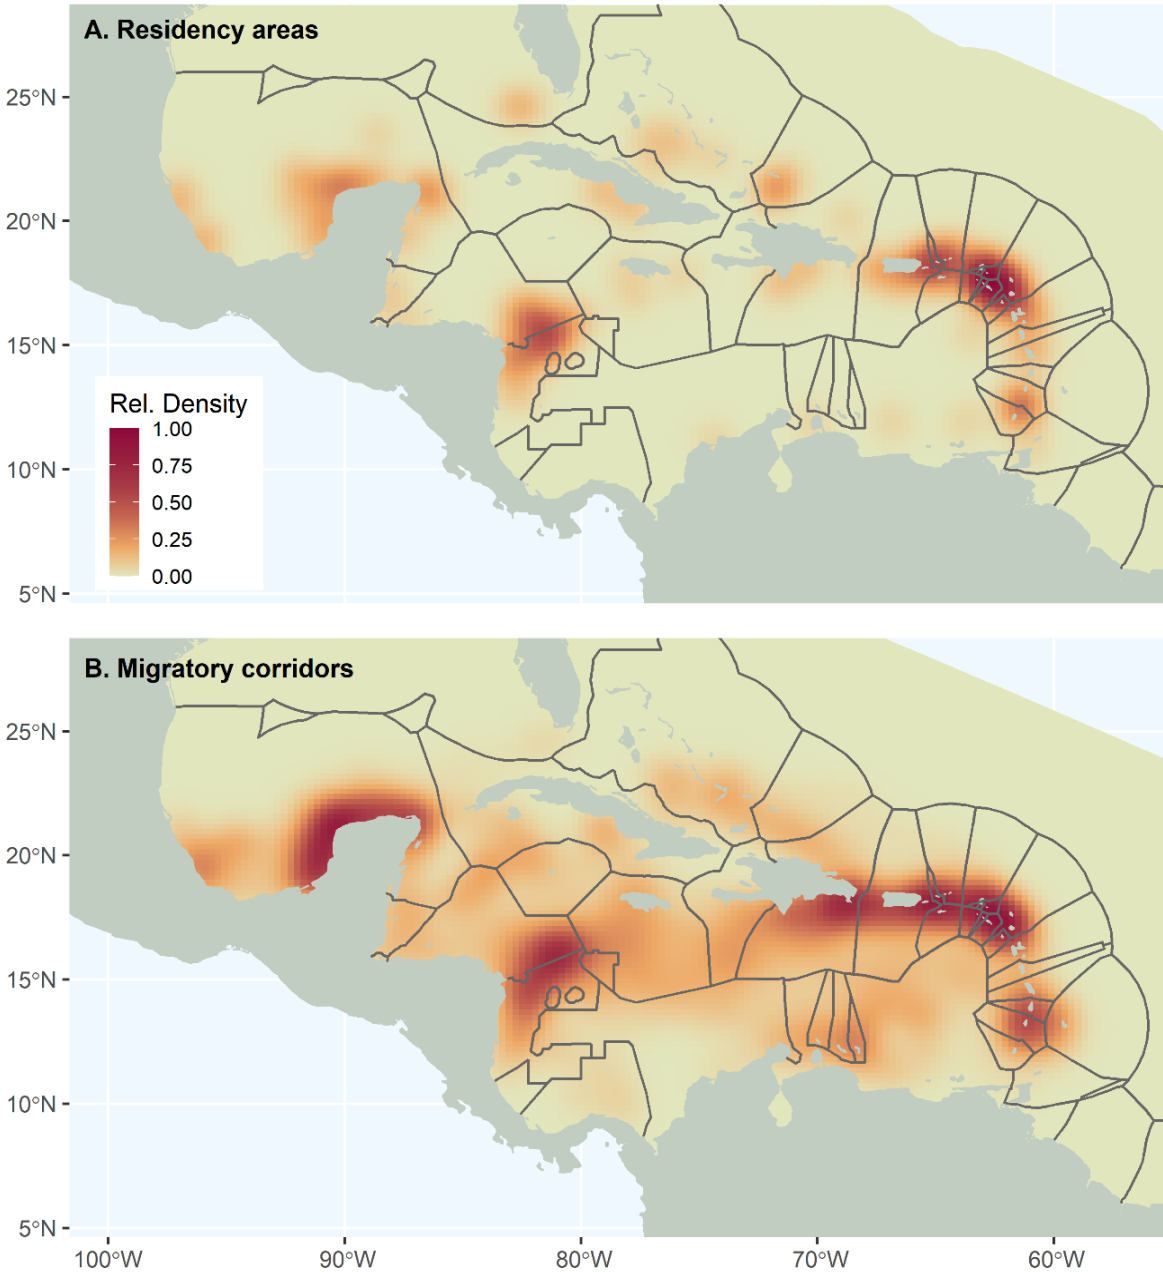 A. Residency areas
25°N
20°N
15°N
10°N
5°N
Rel. Density
1.00
0.75
0.50
0.25
0.00
B. Migratory corridors
25°N
20°N
15°N
10°N
5°N
100°W 90°W 80°W 70°W 60°W